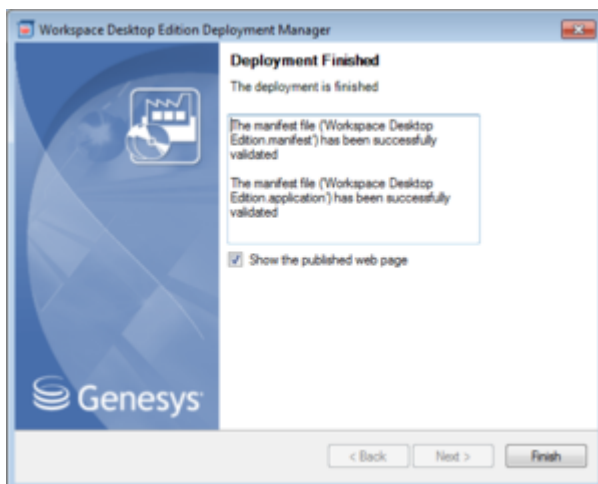 Workspace Desktop Edition Deployment Manager
Deployment Finished
The deployment is finished
The manifest file ('Workspace Desktop
Edition.manifest') has been successfully
validated
The manifest file ('Workspace Desktop
Edition.application') has been successfully
validated
Show the published web page
Genesys
< Back
Next >
Finish